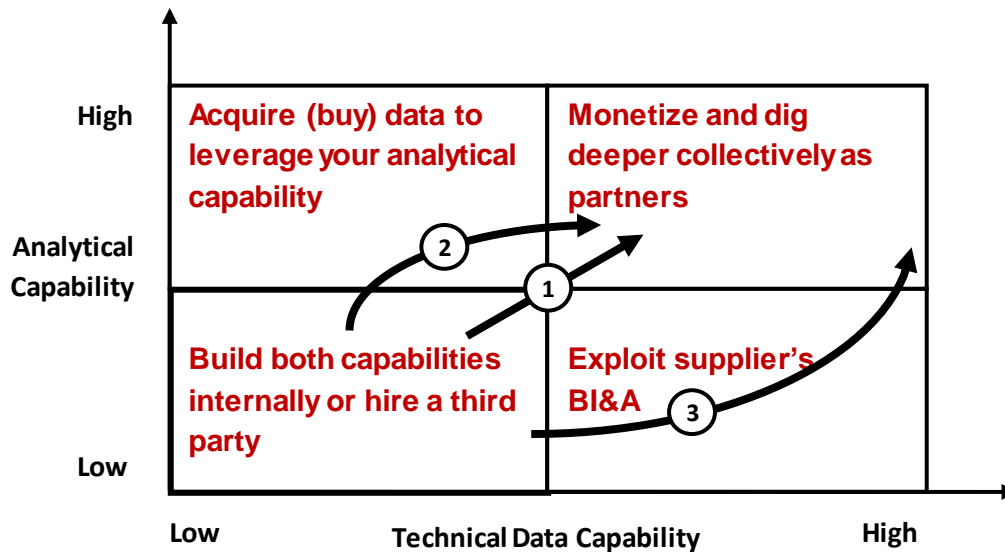 High
Acquire (buy) data to
leverage your analytical
capability
Monetize and dig
deeper collectively as
partners
Analytical
Capability
2
1
Build both capabilities
internally or hire a third
party
Exploit supplier's
BI&A
3
Low
Low
Technical Data Capability
High